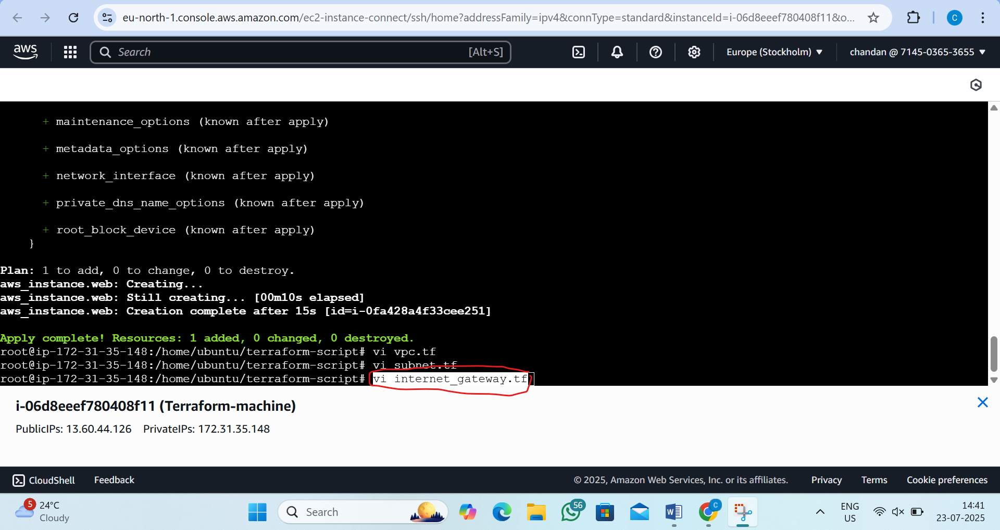 eu-north-1.console.aws.amazon.com/ec2-instance-connect/ssh/home?addressFamily=ipv4&connType=standard&instanceId=i-06d8eeef780408f11&o...
C
aws
Search
[Alt+S]
Europe (Stockholm)
chandan @ 7145-0365-3655
+ maintenance_options (known after apply)
+ metadata_options (known after apply)
+ network_interface (known after apply)
+ private_dns_name_options (known after apply)
+ root_block_device (known after apply)
}
Plan: 1 to add, 0 to change, 0 to destroy.
aws_instance.web: Creating...
aws_instance.web: Still creating... [00m10s elapsed]
aws_instance.web: Creation complete after 15s [id=i-0fa428a4f33cee251]
Apply complete! Resources: 1 added, 0 changed, 0 destroyed.
root@ip-172-31-35-148:/home/ubuntu/terraform-script# vi vpc.tf
root@ip-172-31-35-148:/home/ubuntu/terraform-script# vi subnet.tf
root@ip-172-31-35-148:/home/ubuntu/terraform-script# vi internet_gateway.tf
i-06d8eeef780408f11 (Terraform-machine)
PublicIPs: 13.60.44.126 PrivateIPs: 172.31.35.148
CloudShell
Feedback
© 2025, Amazon Web Services, Inc. or its affiliates.
Privacy
Terms
Cookie preferences
5
24°C
Cloudy
Search
56
W
C
ENG
US
14:41
23-07-2025